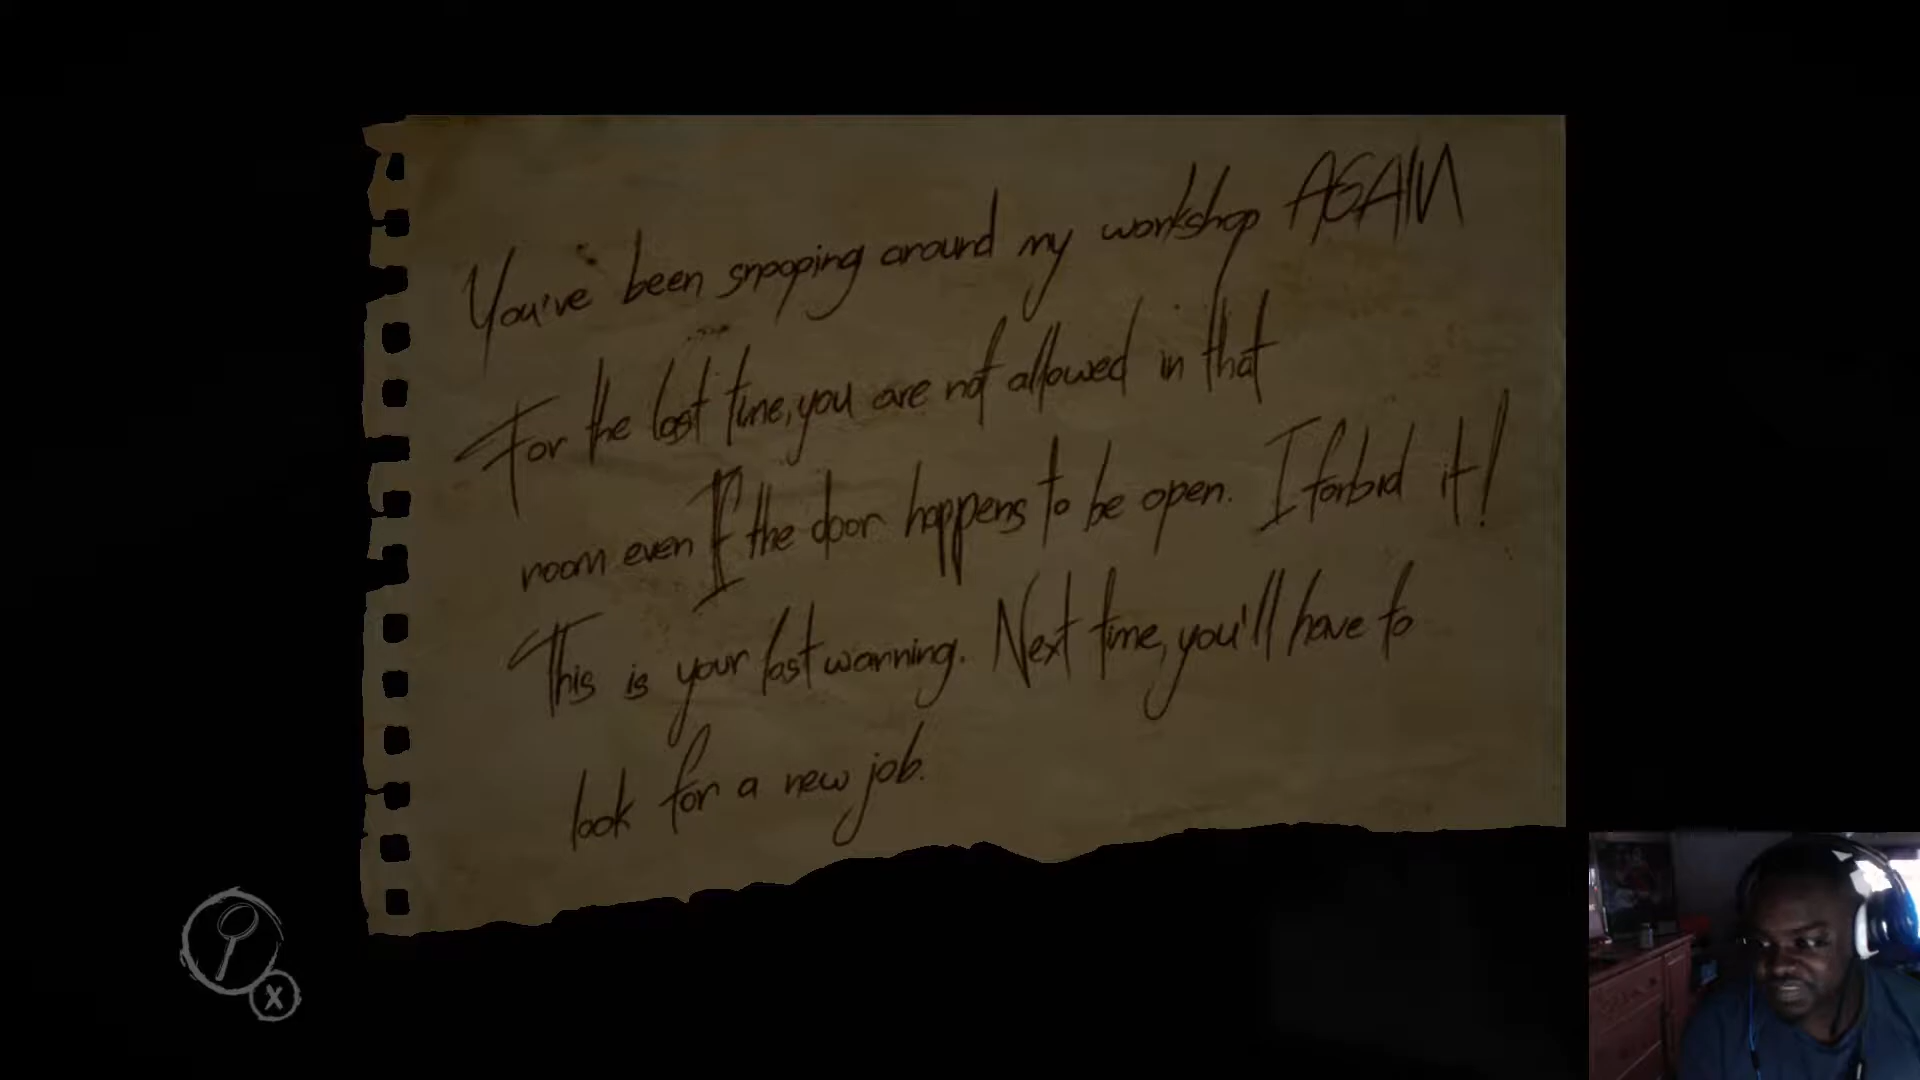 You've been snooping around my workshop AGAIN
For the last time, you are not allowed in that
room even If the door happens to be open. I forbid it!
This is your last warning. Next time, you'll have to
look for a new job.
X